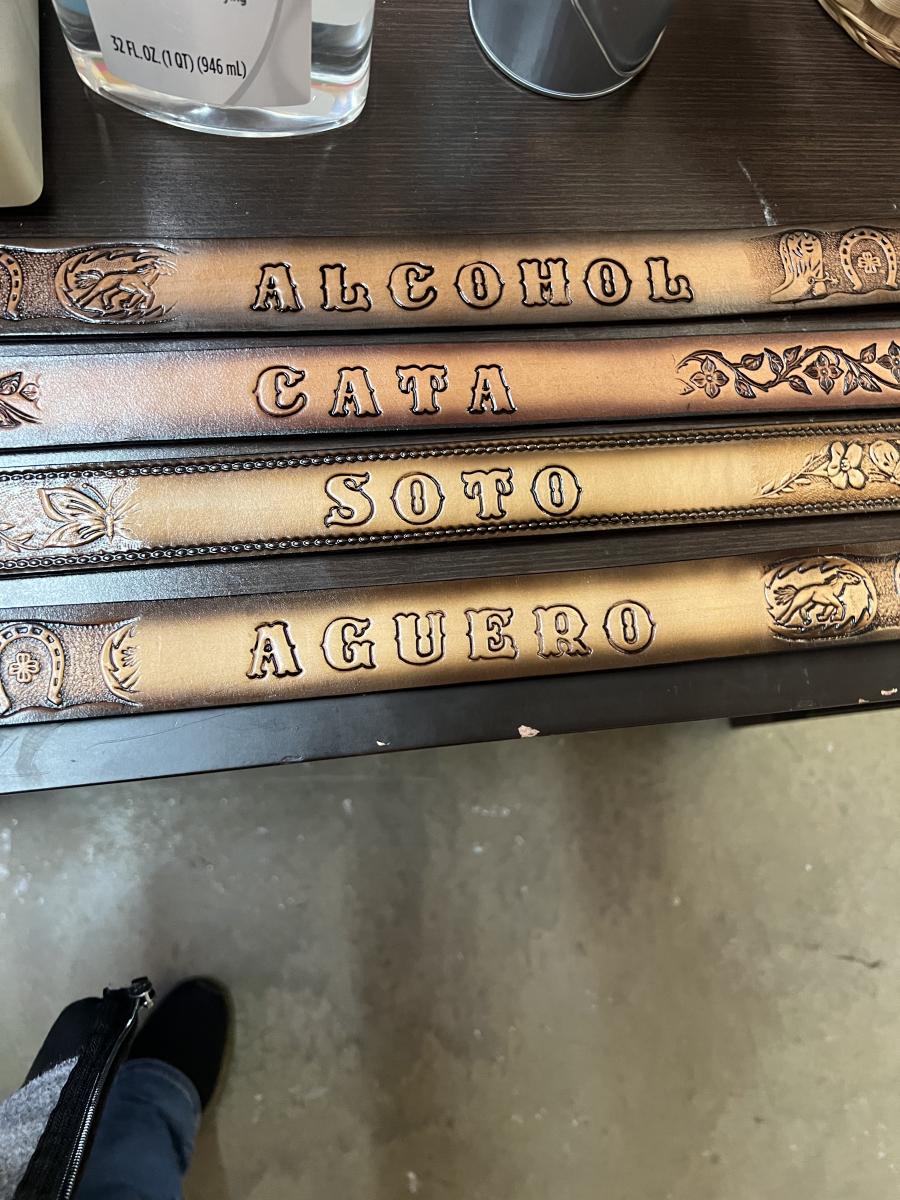 32 FL. OZ. (1 QT) (946 mL)
ALCOHOL
CATA
SOTO
AGUERO